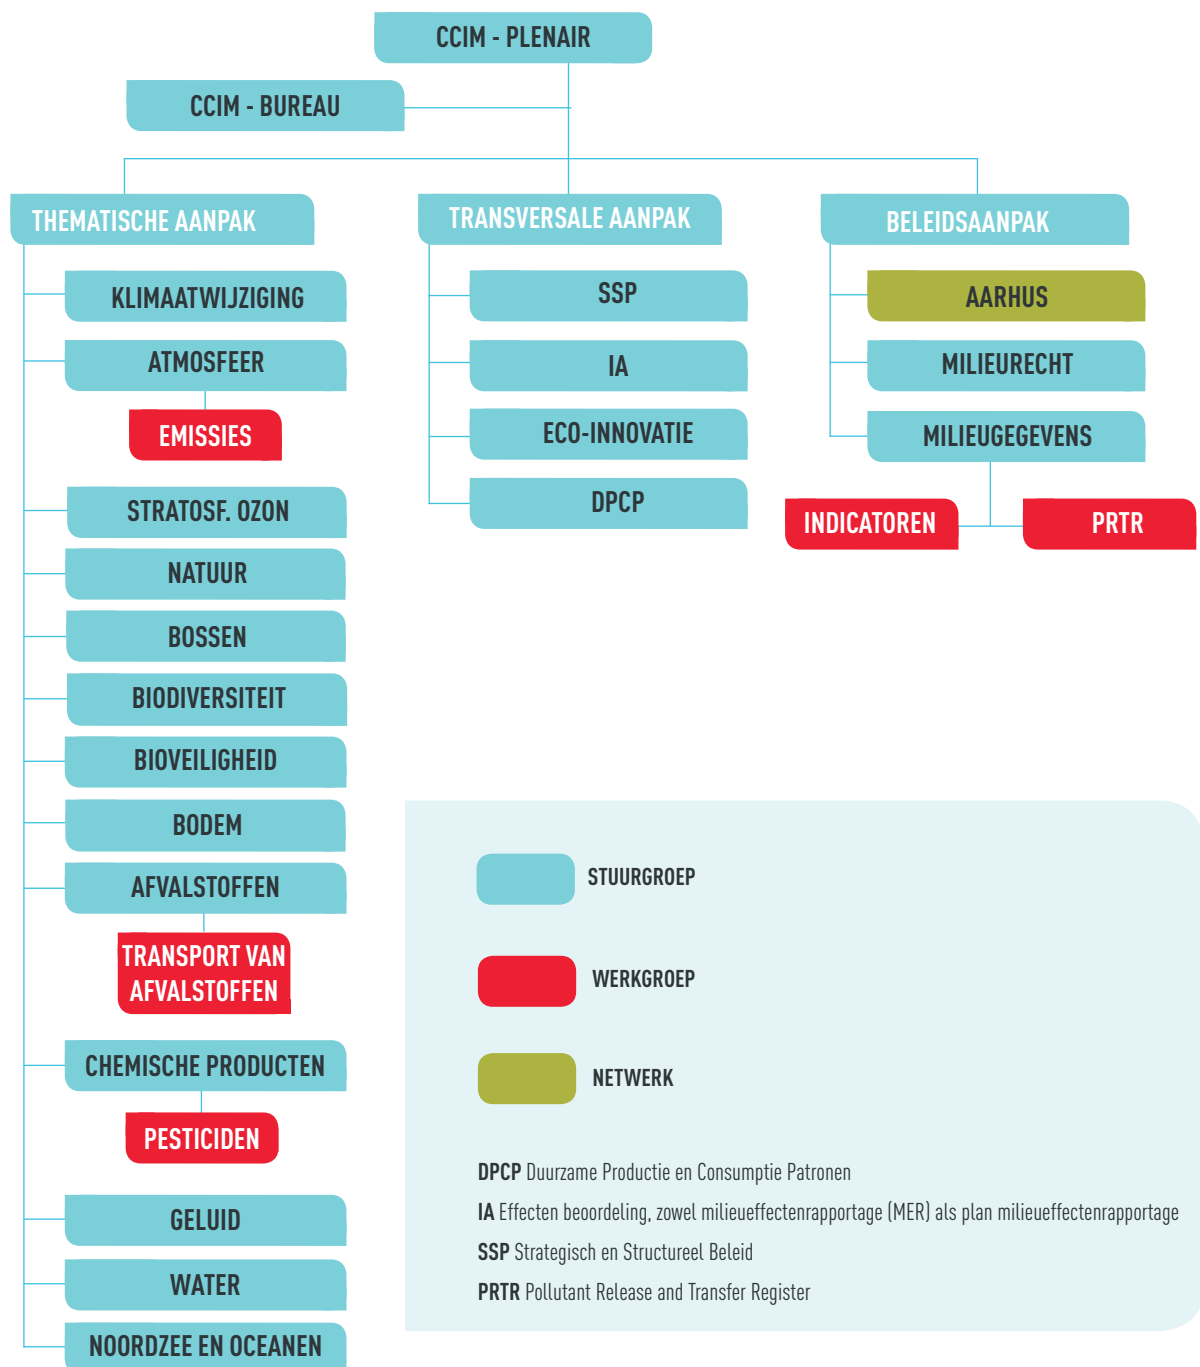 CCIM - PLENAIR
CCIM - BUREAU
THEMATISCHE AANPAK
KLIMAATWIJZIGING
ATMOSFEER
EMISSIES
STRATOSF. OZON
NATUUR
BOSSEN
BIODIVERSITEIT
BIOVEILIGHEID
BODEM
AFVALSTOFFEN
TRANSPORT VAN
AFVALSTOFFEN
CHEMISCHE PRODUCTEN
PESTICIDEN
GELUID
WATER
NOORDZEE EN OCEANEN
TRANSVERSALE AANPAK
SSP
IA
ECO-INNOVATIE
DPCP
BELEIDSAANPAK
AARHUS
MILIEURECHT
MILIEUGEGEVENS
INDICATOREN
PRTR
STUURGROEP
WERKGROEP
NETWERK
DPCP Duurzame Productie en Consumptie Patronen
IA Effecten beoordeling, zowel milieueffectenrapportage (MER) als plan milieueffectenrapportage
SSP Strategisch en Structureel Beleid
PRTR Pollutant Release and Transfer Register